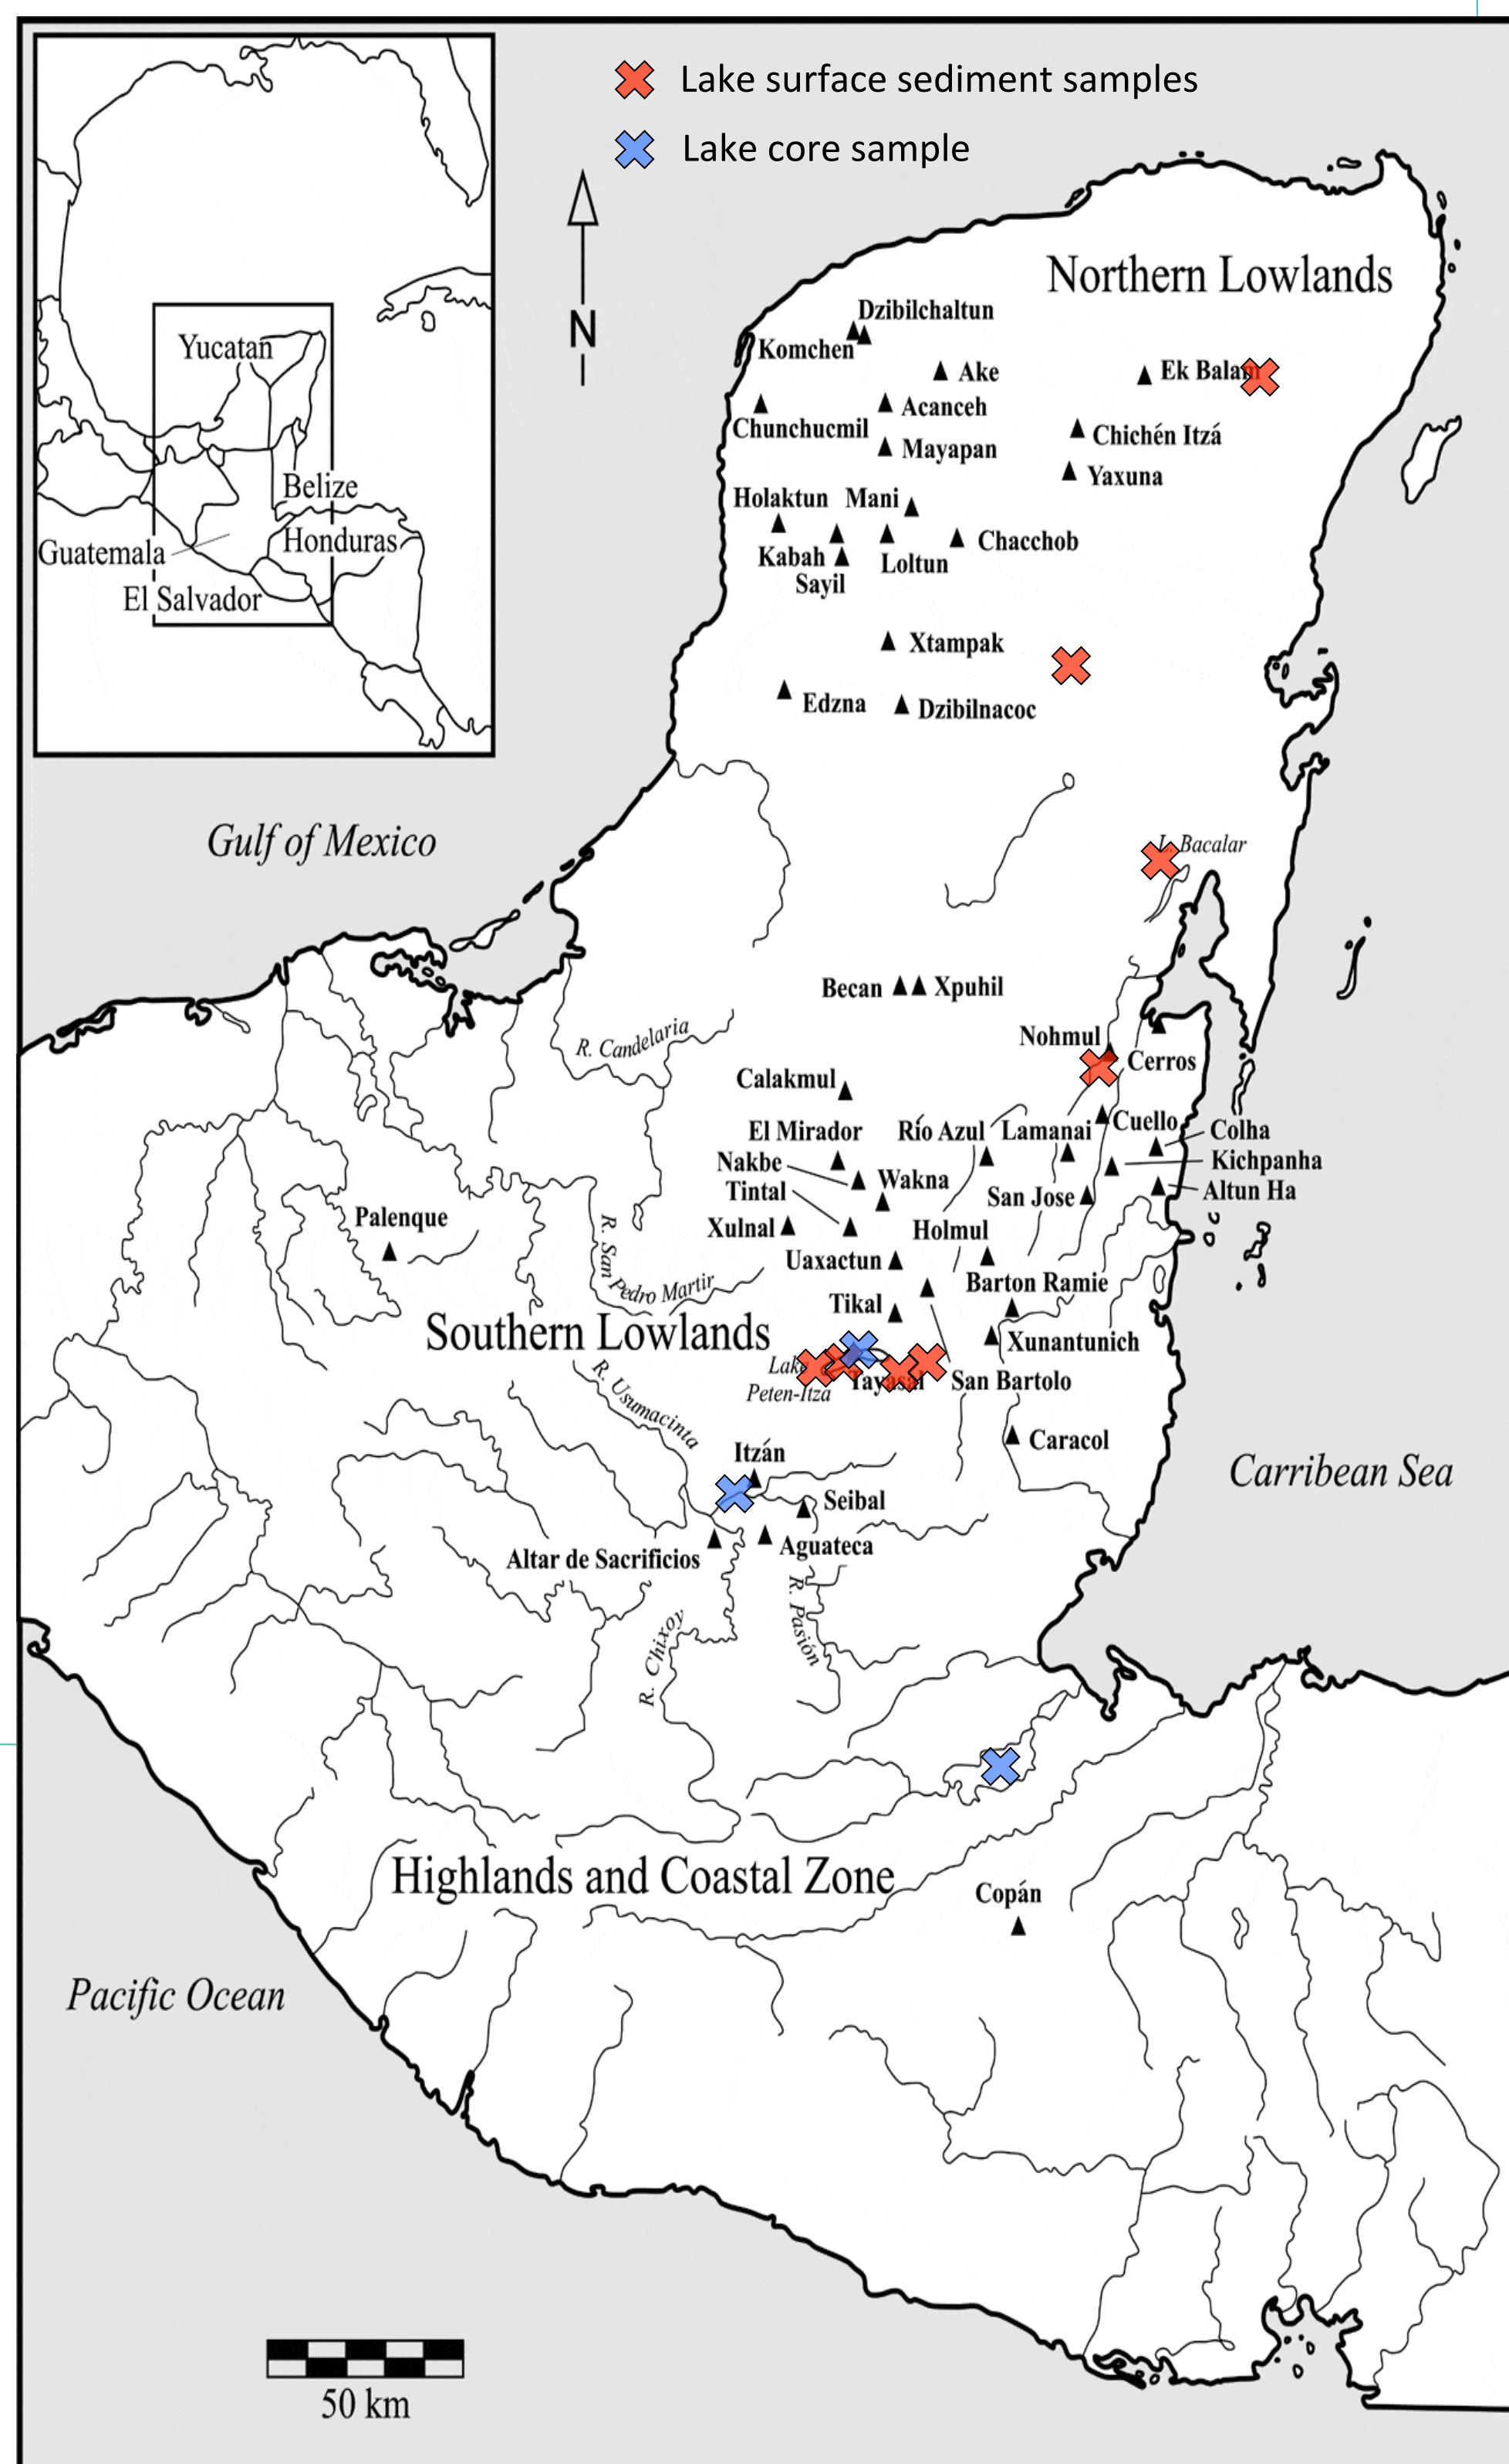 Lake surface sediment samples
Lake core sample
N
Yucatan
Belize
Guatemala
Honduras
El Salvador
Northern Lowlands
Dzibilchaltun
Komchen
Ake
Ek Balam
Chunchucmil
Acanceh
Chichén Itzá
Mayapan
Yaxuna
Holaktun
Mani
Kabah
Chacchob
Sayil
Loltun
Xtampak
Edzna
Dzibilnacoc
Gulf of Mexico
L. Bacalar
Becan
Xpuhil
R. Candelaria
Nohmul
Cerros
Calakmul
El Mirador
Río Azul
Lamanai
Cuello
Colha
Nakbe
Wakna
Kichpanha
Tintal
San Jose
Altun Ha
Palenque
Xulnal
Holmul
R. San Pedro Martir
Uaxactun
Barton Ramie
Tikal
Southern Lowlands
Xunantunich
Lake
Peten-Itza
Tayasal
San Bartolo
R. Usumacinta
Itzán
Caracol
Carribean Sea
Seibal
Altar de Sacrificios
Aguateca
R. Chixoy
R. Pasión
Highlands and Coastal Zone
Copán
Pacific Ocean
50 km